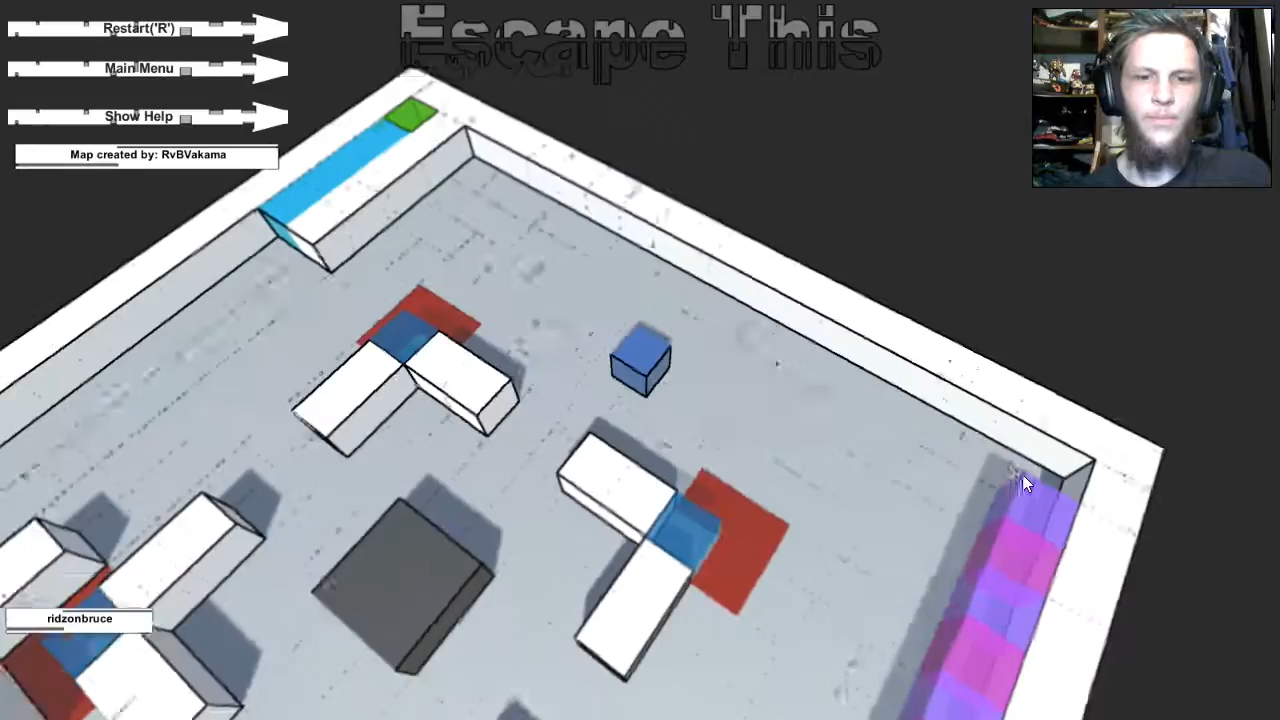 Escape This
Restart('R')
Main Menu
Show Help
Map created by: RvBVakama
ridzonbruce